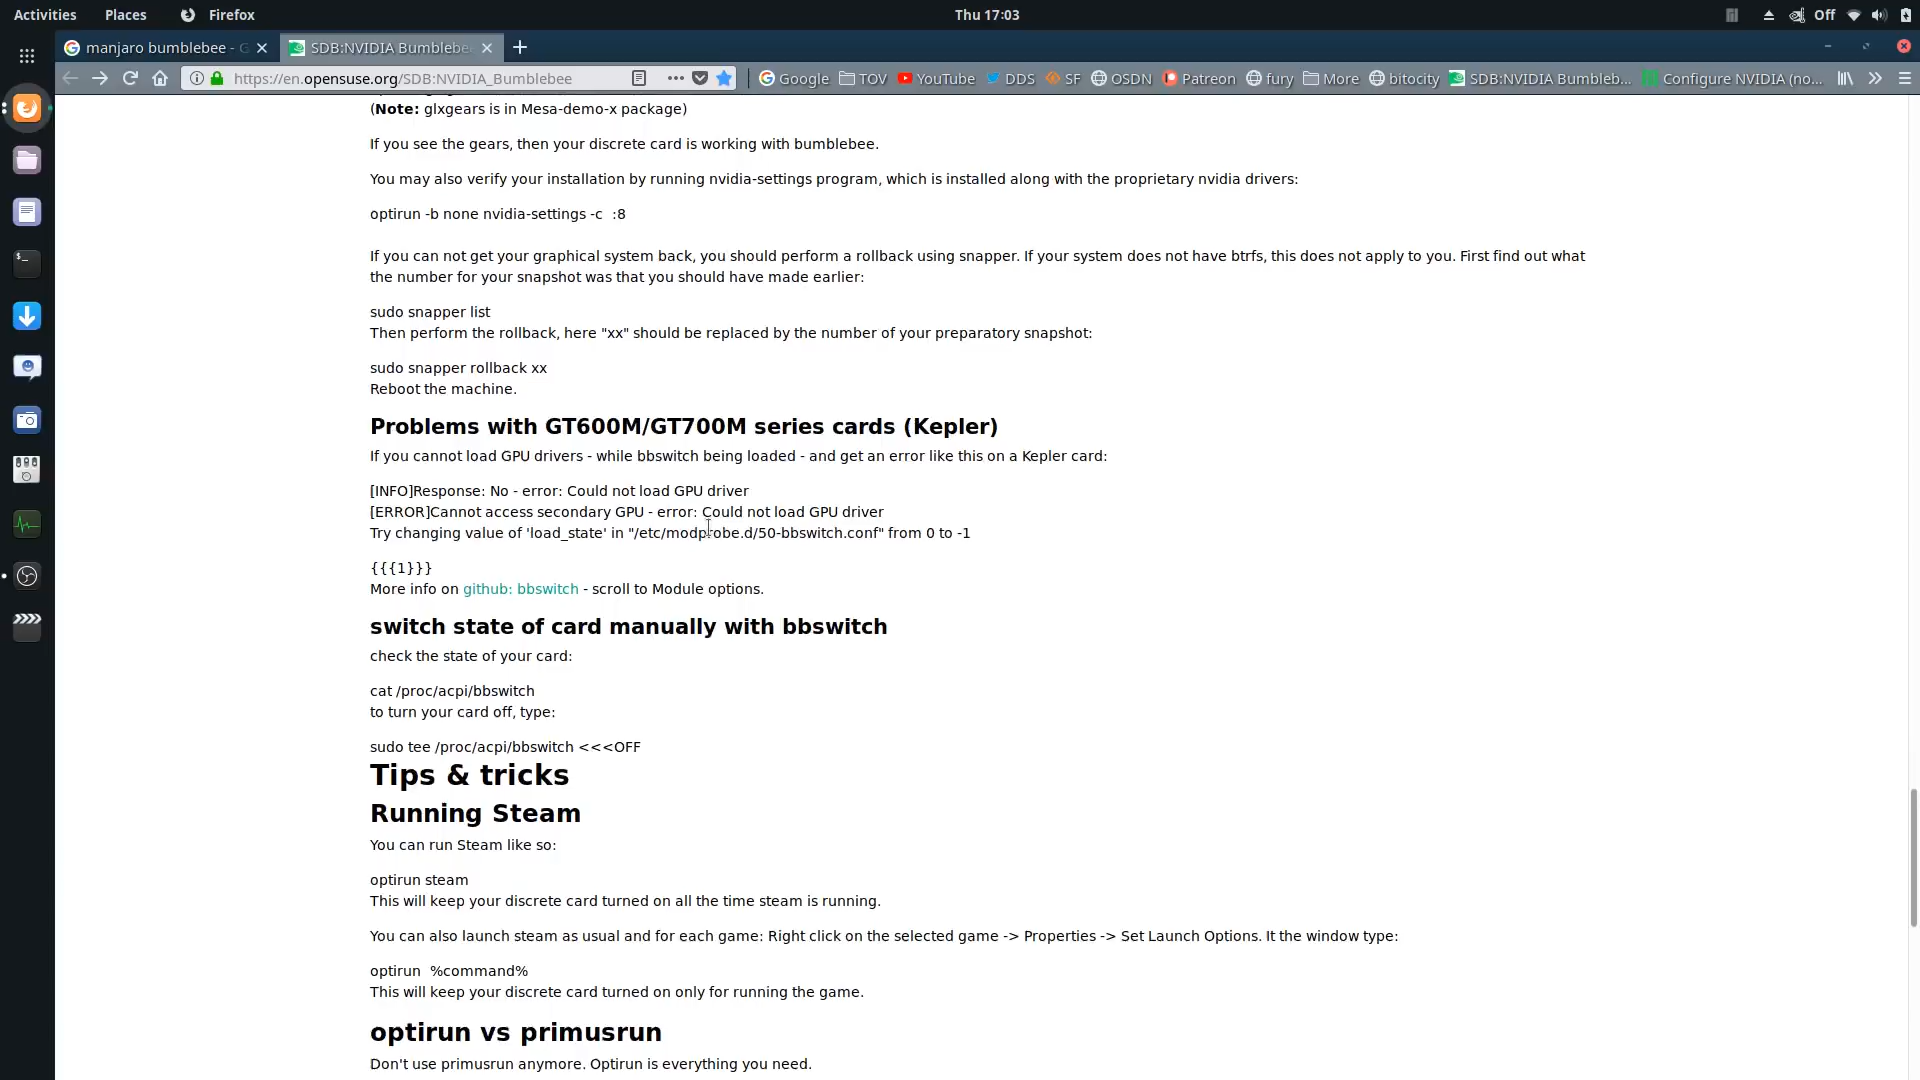 Activities
Places
Firefox
Thu 17:03
Off
manjaro bumblebee - G
SDB:NVIDIA Bumblebe
https://en.opensuse.org/SDB:NVIDIA_Bumblebee
Google
TOV
YouTube
DDS
SF
OSDN
Patreon
fury
More
bitocity
SDB:NVIDIA Bumbleb...
Configure NVIDIA (no...
(Note: glxgears is in Mesa-demo-x package)
If you see the gears, then your discrete card is working with bumblebee.
You may also verify your installation by running nvidia-settings program, which is installed along with the proprietary nvidia drivers:
optirun -b none nvidia-settings -c  :8
If you can not get your graphical system back, you should perform a rollback using snapper. If your system does not have btrfs, this does not apply to you. First find out what
the number for your snapshot was that you should have made earlier:
sudo snapper list
Then perform the rollback, here "xx" should be replaced by the number of your preparatory snapshot:
sudo snapper rollback xx
Reboot the machine.
Problems with GT600M/GT700M series cards (Kepler)
If you cannot load GPU drivers - while bbswitch being loaded - and get an error like this on a Kepler card:
[INFO]Response: No - error: Could not load GPU driver
[ERROR]Cannot access secondary GPU - error: Could not load GPU driver
Try changing value of 'load_state' in "/etc/modprobe.d/50-bbswitch.conf" from 0 to -1
{{{1}}}
More info on github: bbswitch - scroll to Module options.
switch state of card manually with bbswitch
check the state of your card:
cat /proc/acpi/bbswitch
to turn your card off, type:
sudo tee /proc/acpi/bbswitch <<<OFF
Tips & tricks
Running Steam
You can run Steam like so:
optirun steam
This will keep your discrete card turned on all the time steam is running.
You can also launch steam as usual and for each game: Right click on the selected game -> Properties -> Set Launch Options. It the window type:
optirun  %command%
This will keep your discrete card turned on only for running the game.
optirun vs primusrun
Don't use primusrun anymore. Optirun is everything you need.